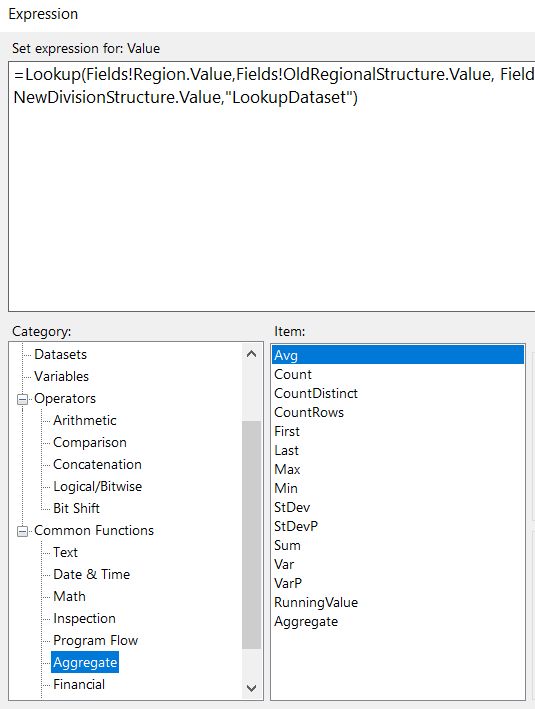 Expression
Set expression for: Value
=Lookup(Fields!Region.Value,Fields!OldRegionalStructure.Value, Field
NewDivisionStructure.Value,"LookupDataset")
Category:
Item:
Datasets
Variables
Operators
Arithmetic
Comparison
Concatenation
Logical/Bitwise
Bit Shift
Common Functions
Text
Date & Time
Math
Inspection
Program Flow
Aggregate
Financial
Avg
Count
CountDistinct
CountRows
First
Last
Max
Min
StDev
StDevP
Sum
Var
VarP
RunningValue
Aggregate